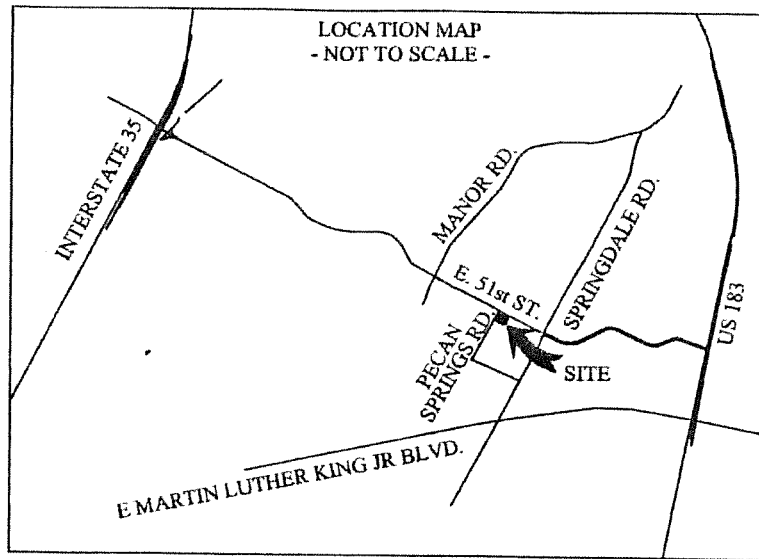 LOCATION MAP
- NOT TO SCALE -
INTERSTATE 35
MANOR RD.
SPRINGDALE RD.
E. 51st ST.
US 183
PECAN
SPRINGS RD.
SITE
E MARTIN LUTHER KING JR BLVD.